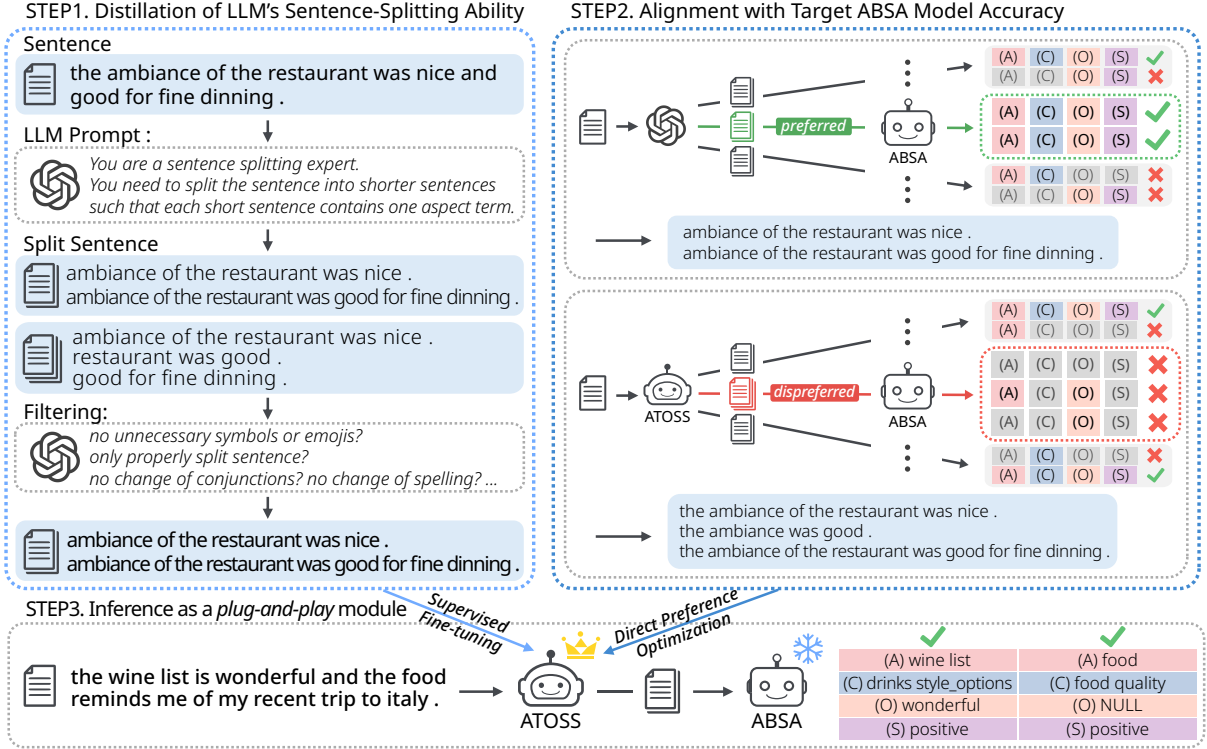 STEP1. Distillation of LLM's Sentence-Splitting Ability
Sentence
the ambiance of the restaurant was nice and
good for fine dinning .
LLM Prompt :
You are a sentence splitting expert.
You need to split the sentence into shorter sentences
such that each short sentence contains one aspect term.
Split Sentence
ambiance of the restaurant was nice .
ambiance of the restaurant was good for fine dinning .
ambiance of the restaurant was nice .
restaurant was good .
good for fine dinning .
Filtering:
no unnecessary symbols or emojis?
only properly split sentence?
no change of conjunctions? no change of spelling? ...
ambiance of the restaurant was nice .
ambiance of the restaurant was good for fine dinning .
STEP2. Alignment with Target ABSA Model Accuracy
(A) (C) (O) (S)
(A) (C) (O) (S)
preferred
ABSA
(A) (C) (O) (S)
(A) (C) (O) (S)
(A) (C) (O) (S)
(A) (C) (O) (S)
ambiance of the restaurant was nice .
ambiance of the restaurant was good for fine dinning .
(A) (C) (O) (S)
(A) (C) (O) (S)
ATOSS
dispreferred
ABSA
(A) (C) (O) (S)
(A) (C) (O) (S)
(A) (C) (O) (S)
(A) (C) (O) (S)
(A) (C) (O) (S)
the ambiance of the restaurant was nice .
the ambiance was good .
the ambiance of the restaurant was good for fine dinning .
STEP3. Inference as a plug-and-play module
Supervised
Fine-tuning
Direct Preference
Optimization
the wine list is wonderful and the food
reminds me of my recent trip to italy .
ATOSS
ABSA
(A) wine list (A) food
(C) drinks style_options (C) food quality
(O) wonderful (O) NULL
(S) positive (S) positive